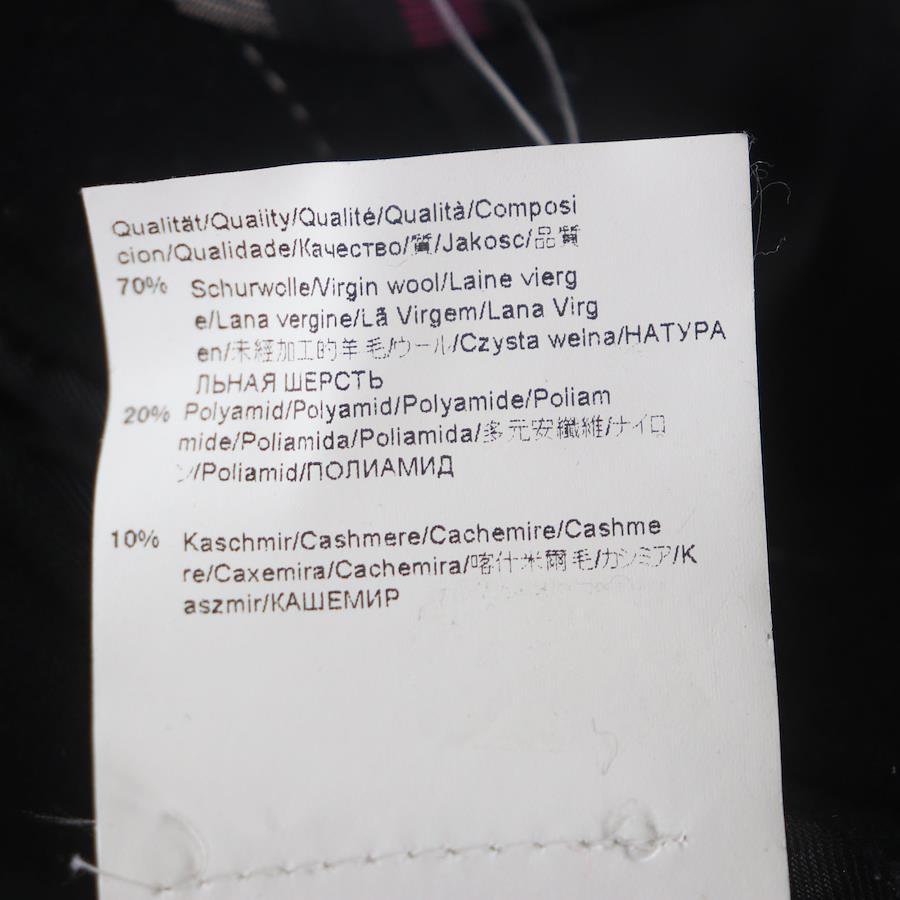 Qualität/Quaiity/Qualité/Qualità/Composi
cion/Qualidade/Качество/質/Jakosc/品質
70% Schurwolle/Virgin wool/Laine vierg
e/Lana vergine/Lã Virgem/Lana Virg
en/未經加工的羊毛/ウール/Czysta welna/НАТУРА
ЛЬНАЯ ШЕРСТЬ
20% Polyamid/Polyamid/Polyamide/Poliam
mide/Poliamida/Poliamida/多元安纖維/ナイロ
ン/Poliamid/ПОЛИАМИД
10% Kaschmir/Cashmere/Cachemire/Cashme
re/Caxemira/Cachemira/喀什米爾毛/カシミア/K
aszmir/КАШЕМИР